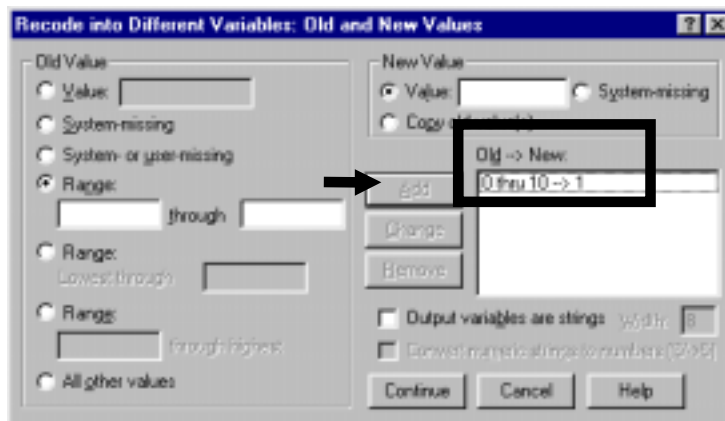 Recode into Different Variables: Old and New Values
Old Value
Value:
System-missing
System- or user-missing
Range:
through
Range:
Lowest through
Range:
through highest
All other values
New Value
Value:
System-missing
Copy old value(s)
Old --> New:
Add
0 thru 10 --> 1
Change
Remove
Output variables are strings
Width: 8
Convert numeric strings to numbers ('5'->5)
Continue
Cancel
Help